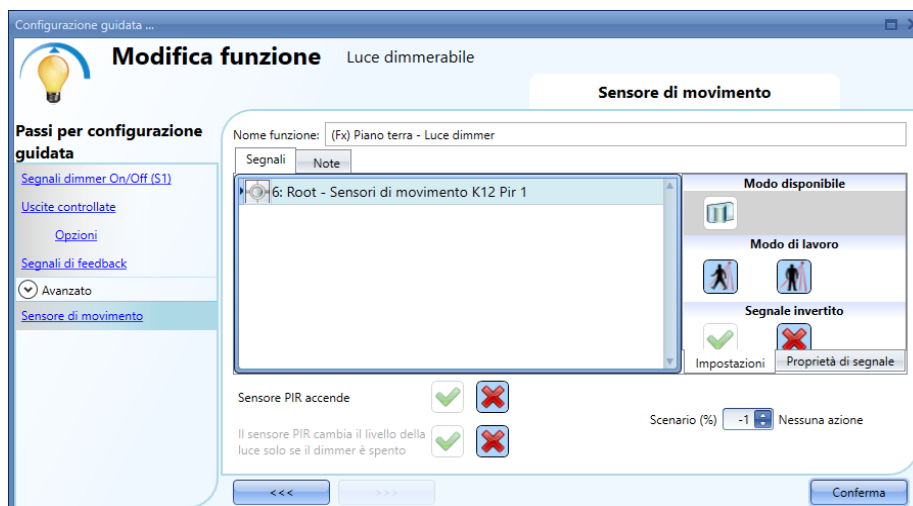 Configurazione guidata ...
Modifica funzione Luce dimmerabile
Sensore di movimento
Passi per configurazione
guidata
Segnali dimmer On/Off (S1)
Uscite controllate
Opzioni
Segnali di feedback
Avanzato
Sensore di movimento
Nome funzione: (Fx) Piano terra - Luce dimmer
Segnali Note
6: Root - Sensori di movimento K12 Pir 1
Modo disponibile
Modo di lavoro
Segnale invertito
Impostazioni Proprietà di segnale
Sensore PIR accende
Il sensore PIR cambia il livello della
luce solo se il dimmer è spento
Scenario (%) -1 Nessuna azione
<<< >>> Conferma